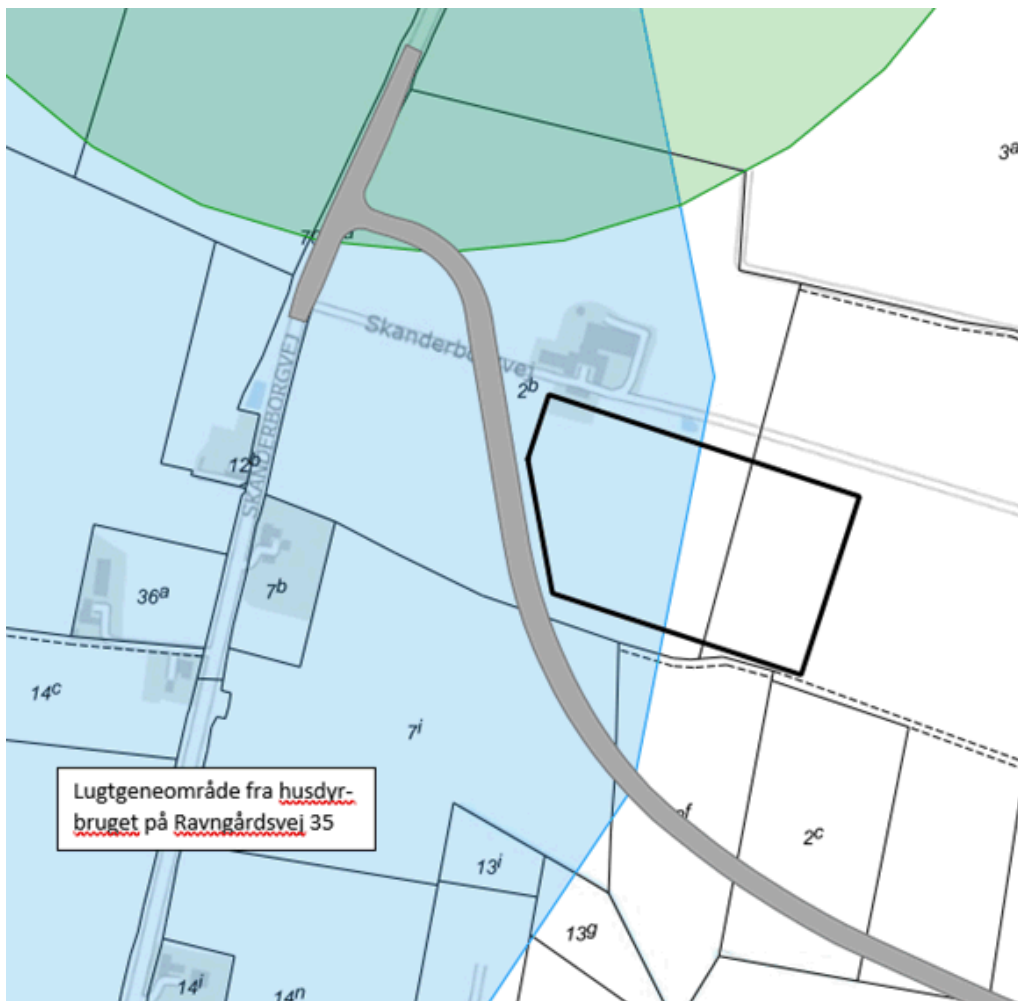 3a
Skanderborgvej
2b
SKANDERBORGVEJ
12b
7b
36a
14c
7i
Lugtgeneområde fra husdyr-
bruget på Ravngårdsvej 35
2c
13i
13g
14i
14n